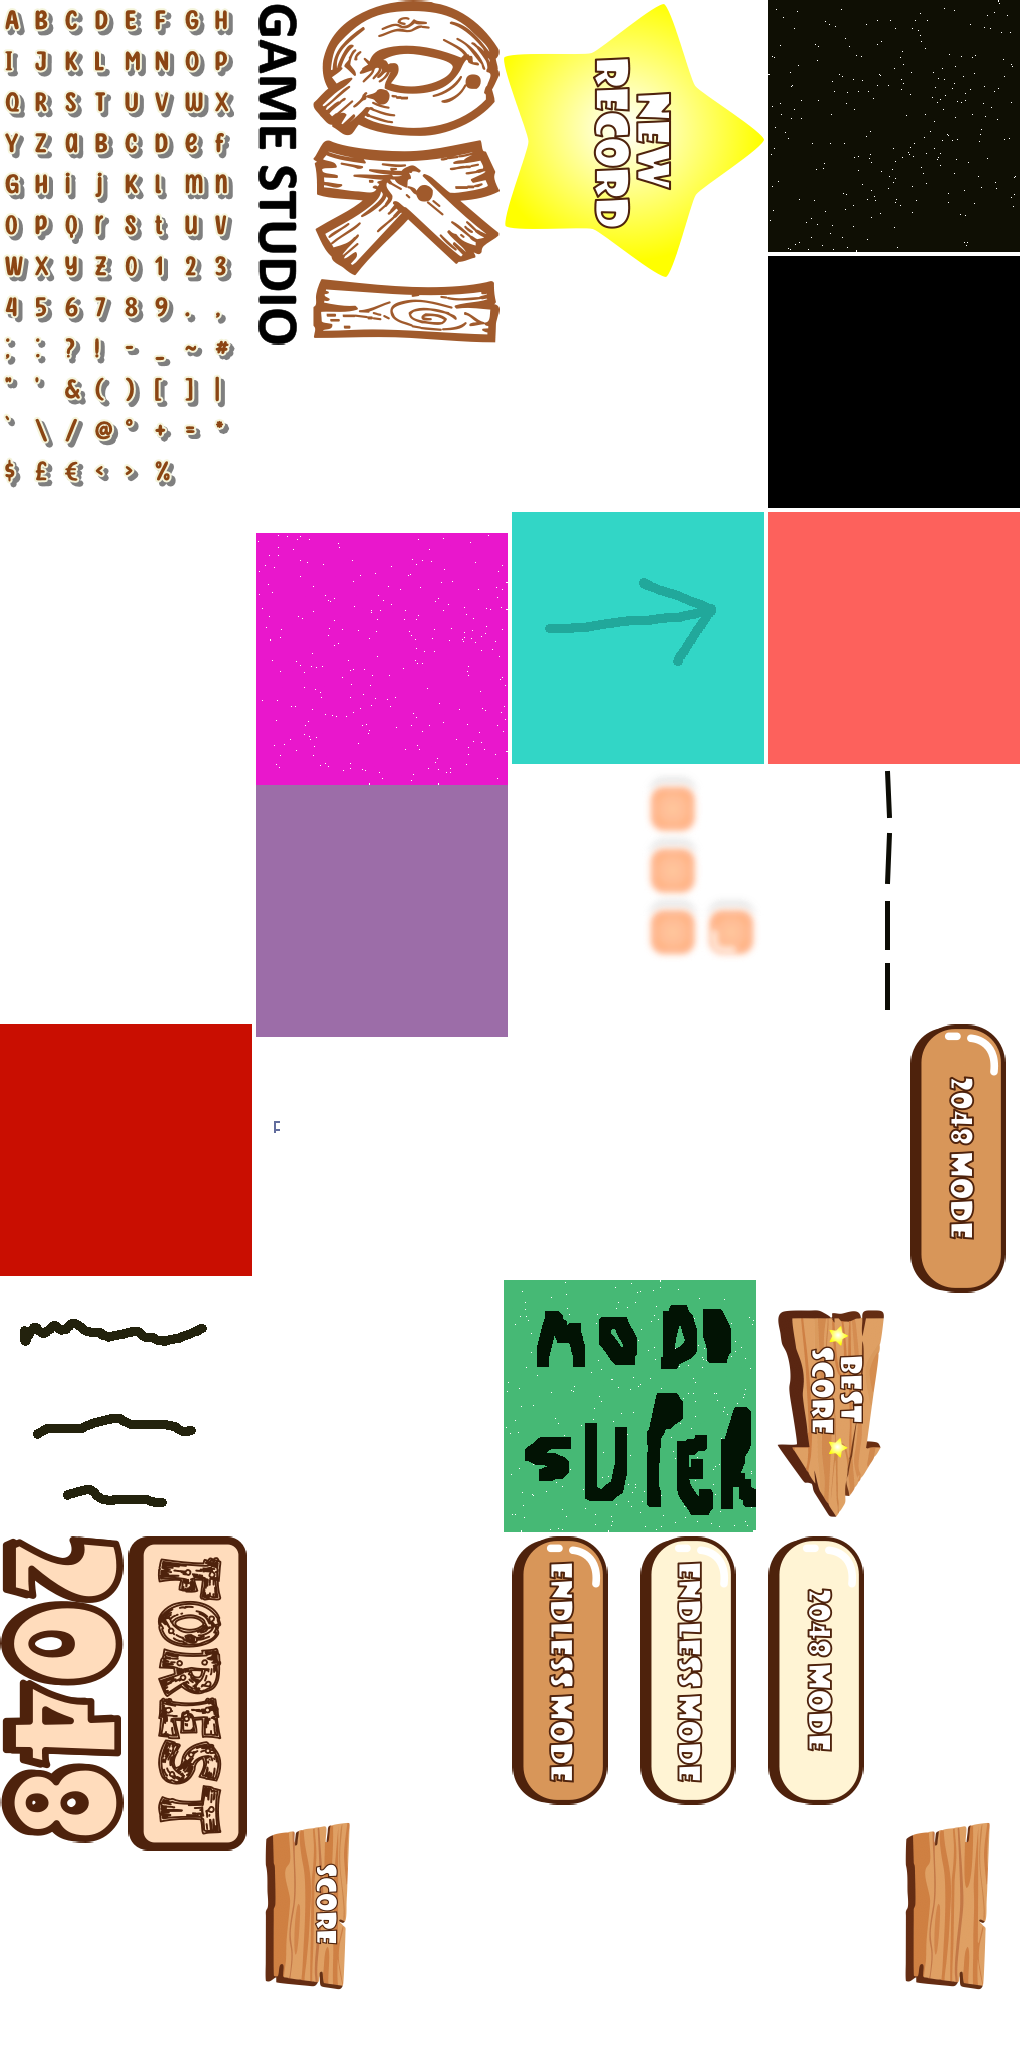 A B C D E F G H
I J K L M N O P
Q R S T U V W X
Y Z a B C D e f
G H i j K l m n
O P Q r S t u V
W X y z 0 1 2 3
4 5 6 7 8 9 . ,
; : ? ! - _ ~ #
" ' & ( ) [ ] |
` \ / @ ° + = *
$ £ € < > %
QKI
GAME STUDIO
NEW
RECORD
2048 MODE
MODO
SUPER
BEST
SCORE
FOREST
2048
ENDLESS MODE
ENDLESS MODE
2048 MODE
SCORE